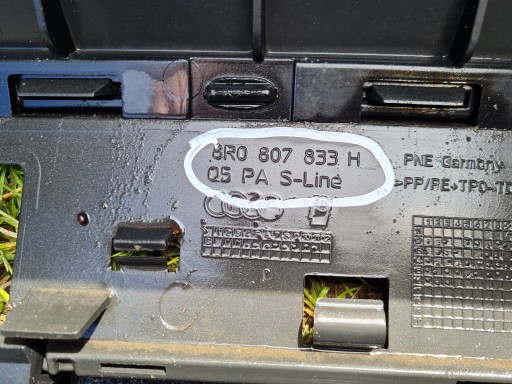 8R0 807 833 H
Q5 PA S-Line
PNE Germany
>PP/PE+TPO-TD